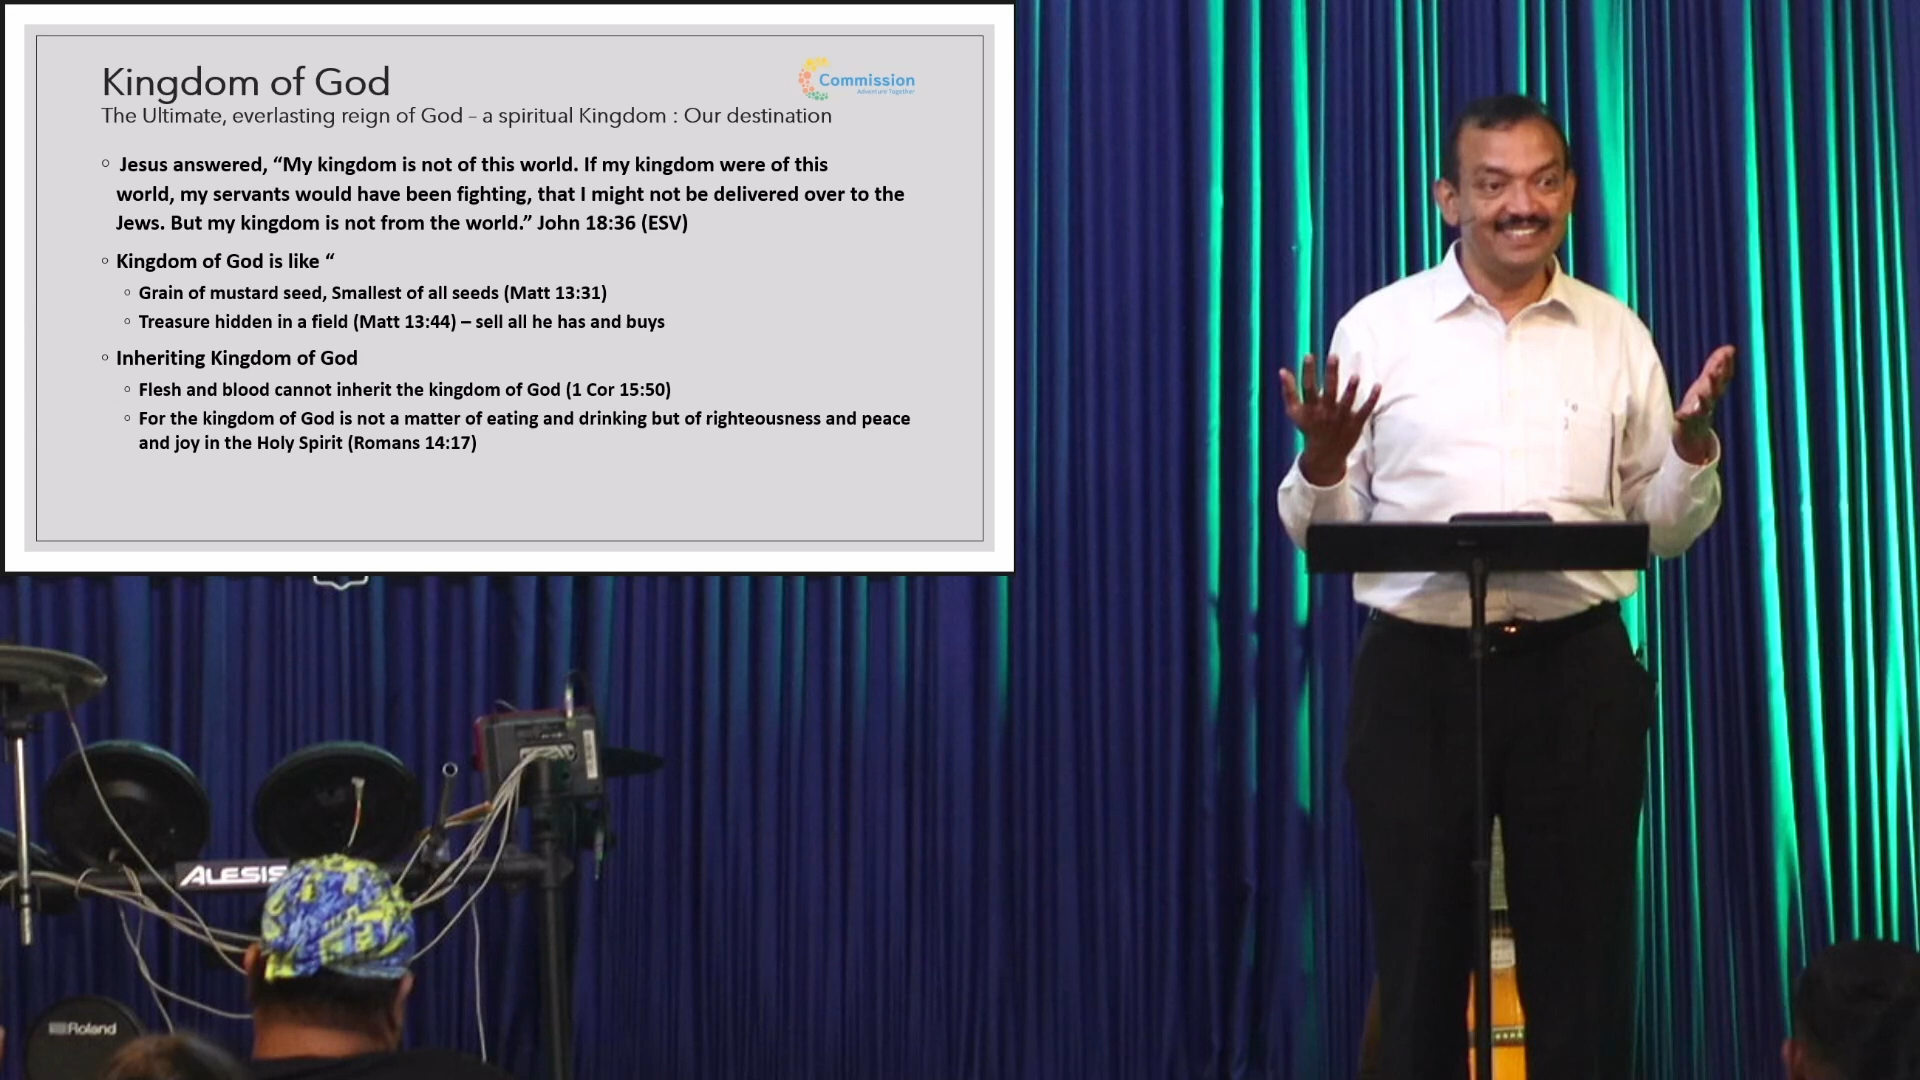 Kingdom of God
Commission
Adventure Together
The Ultimate, everlasting reign of God – a spiritual Kingdom : Our destination
◦ Jesus answered, “My kingdom is not of this world. If my kingdom were of this
world, my servants would have been fighting, that I might not be delivered over to the
Jews. But my kingdom is not from the world.” John 18:36 (ESV)
◦ Kingdom of God is like “
◦ Grain of mustard seed, Smallest of all seeds (Matt 13:31)
◦ Treasure hidden in a field (Matt 13:44) – sell all he has and buys
◦ Inheriting Kingdom of God
◦ Flesh and blood cannot inherit the kingdom of God (1 Cor 15:50)
◦ For the kingdom of God is not a matter of eating and drinking but of righteousness and peace
and joy in the Holy Spirit (Romans 14:17)
ALESIS
Roland